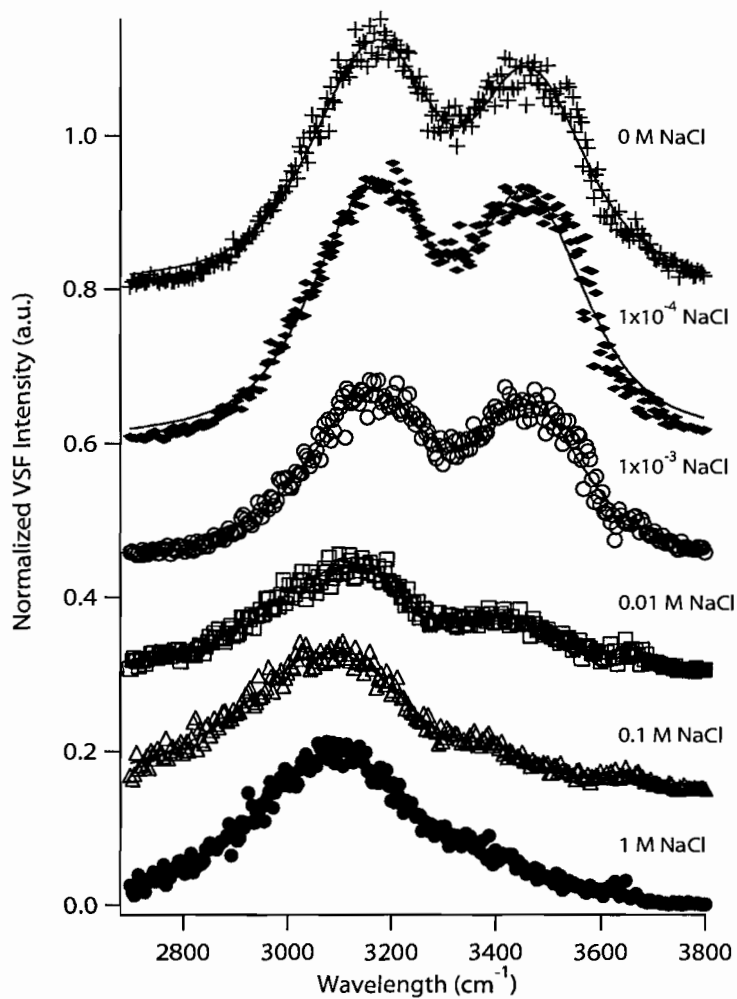 Normalized VSF Intensity (a.u.)
1.0
0.8
0.6
0.4
0.2
0.0
0 M NaCl
1x10⁻⁴ NaCl
1x10⁻³ NaCl
0.01 M NaCl
0.1 M NaCl
1 M NaCl
2800 3000 3200 3400 3600 3800
Wavelength (cm⁻¹)